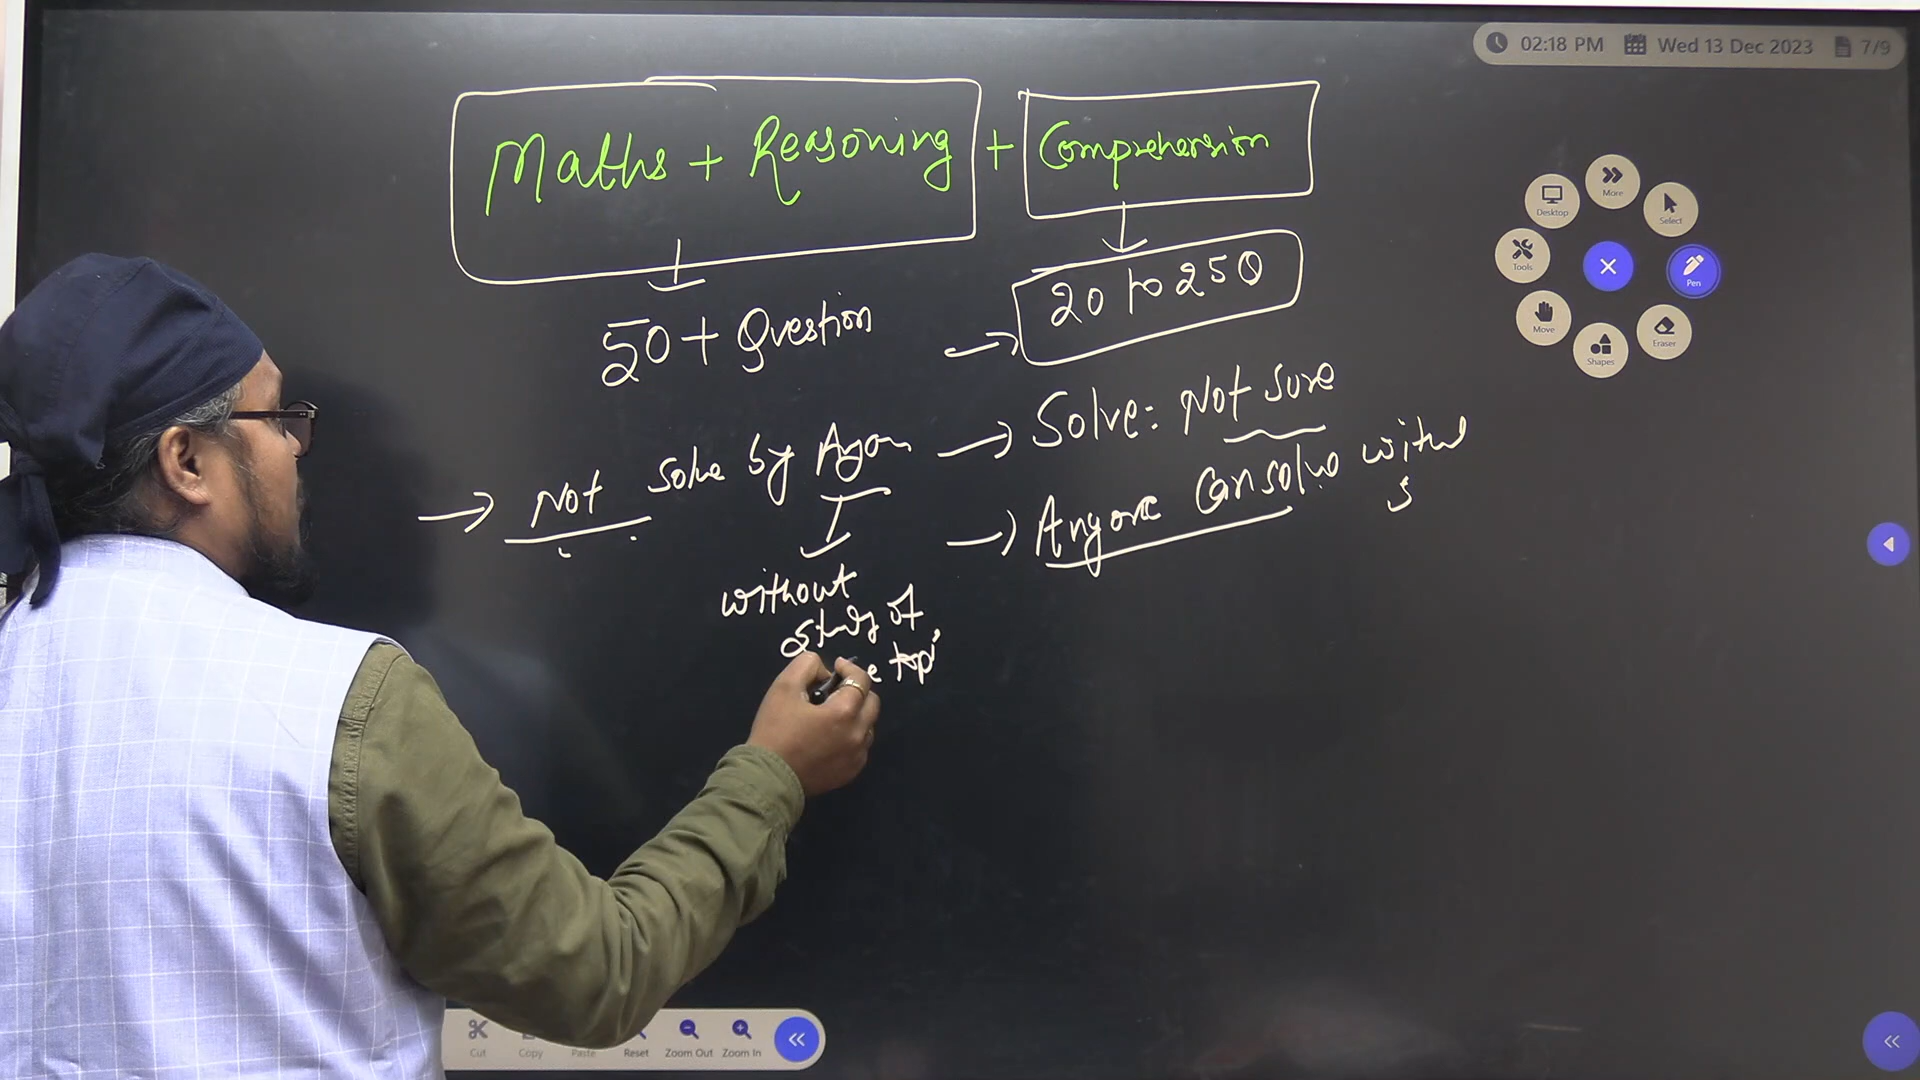 02:18 PM Wed 13 Dec 2023 7/9
Maths + Reasoning + Comprehension
50+ Question
20 to 25 Q
→ Solve: Not sure
→ Not solve by Agon
→ Anyone Can solve
without
study of
topi
More
Desktop
Select
Tools
Pen
Move
Eraser
Shapes
Cut
Copy
Paste
Reset
Zoom Out
Zoom In